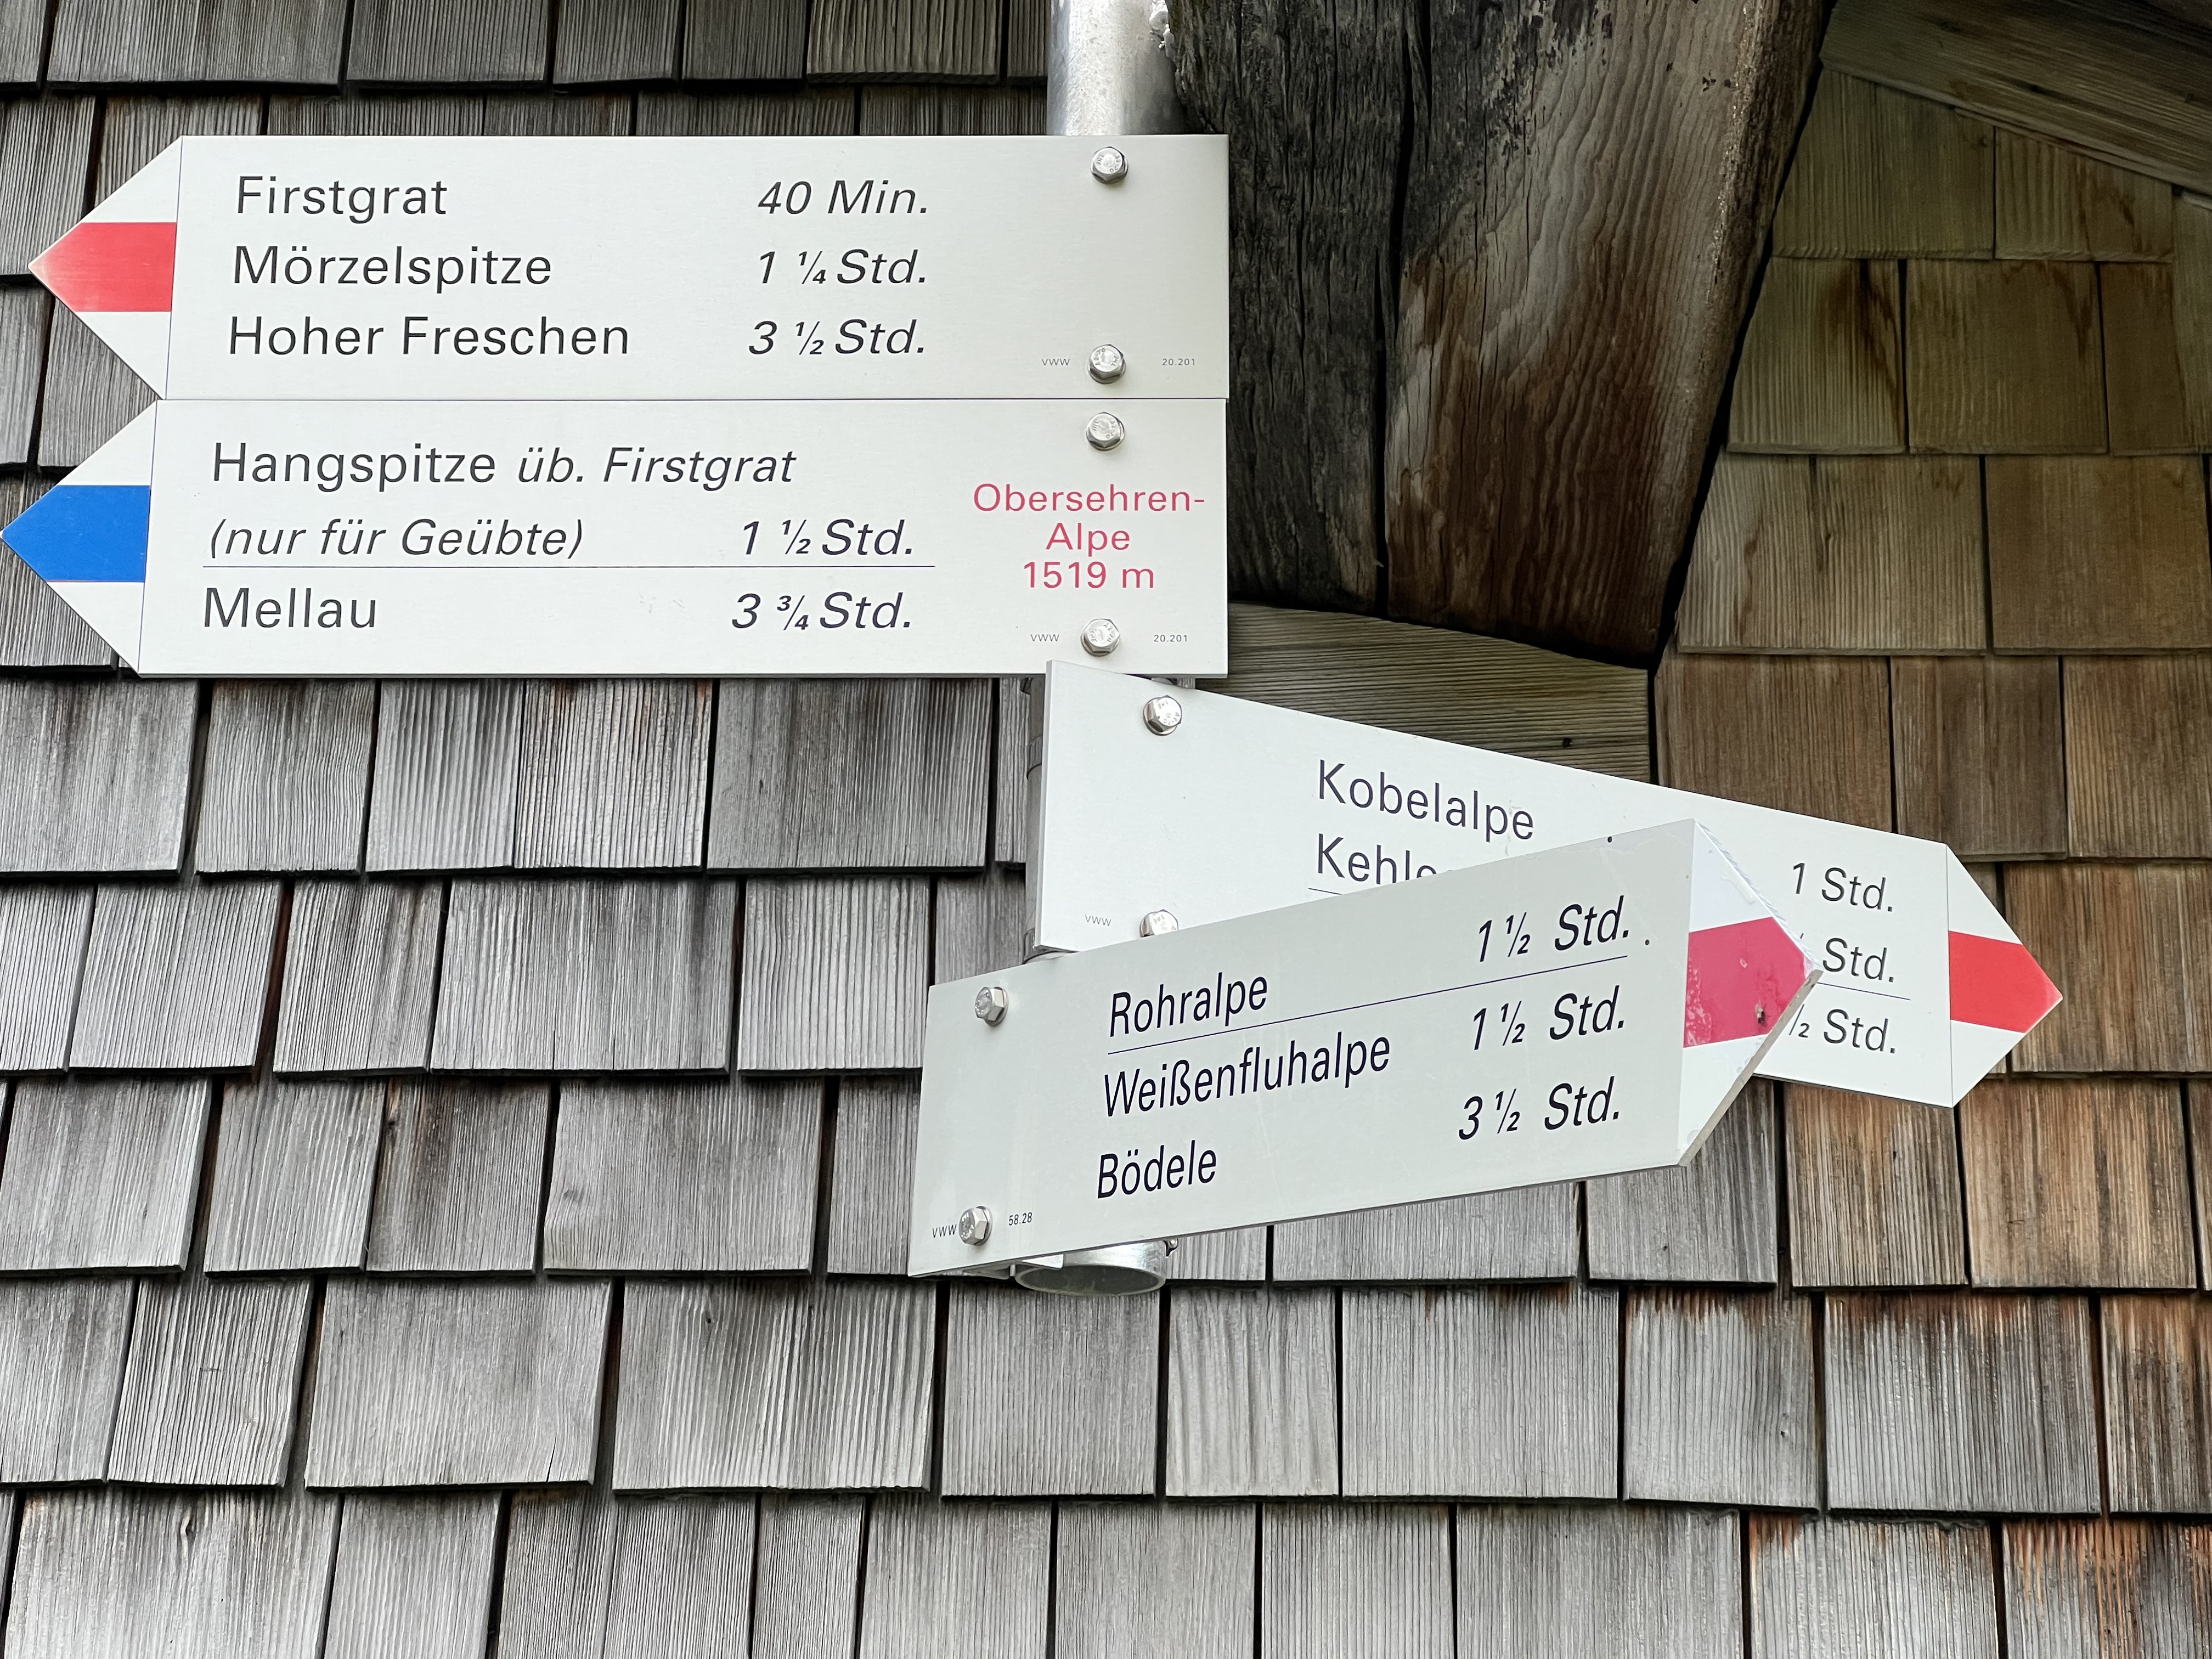 Firstgrat 40 Min.
Mörzelspitze 1 ¼ Std.
Hoher Freschen 3 ½ Std.
VWW 20.201
Hangspitze üb. Firstgrat
(nur für Geübte) 1 ½ Std.
Mellau 3 ¾ Std.
Obersehren-
Alpe
1519 m
VWW 20.201
Kobelalpe 1 Std.
Std.
Std.
VWW
Rohralpe 1 ½ Std.
Weißenfluhalpe 1 ½ Std.
Bödele 3 ½ Std.
VWW 58.28